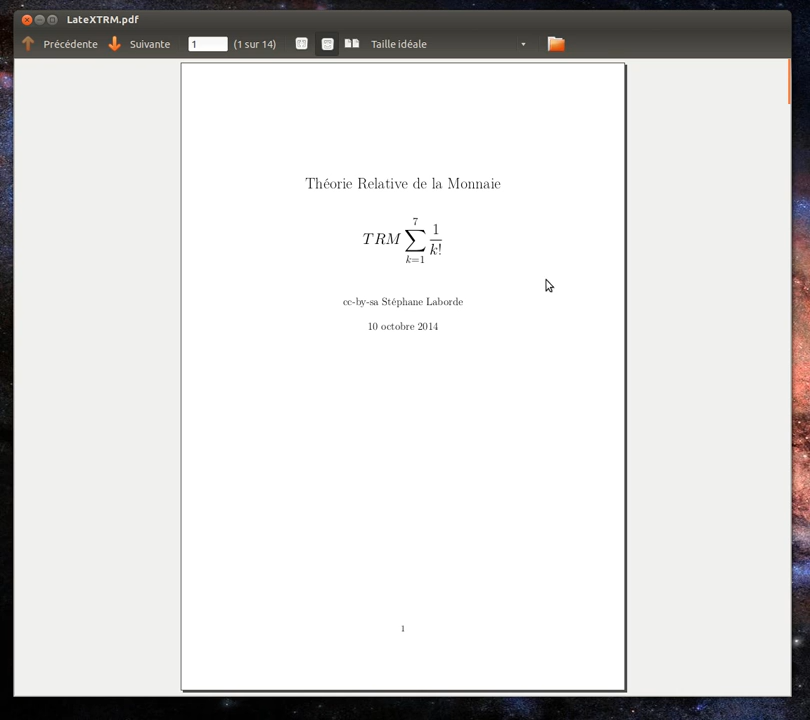 LateXTRM.pdf
Précédente Suivante 1 (1 sur 14) Taille idéale
Théorie Relative de la Monnaie
TRM ∑_{k=1}^{7} 1/k!
cc-by-sa Stéphane Laborde
10 octobre 2014
1